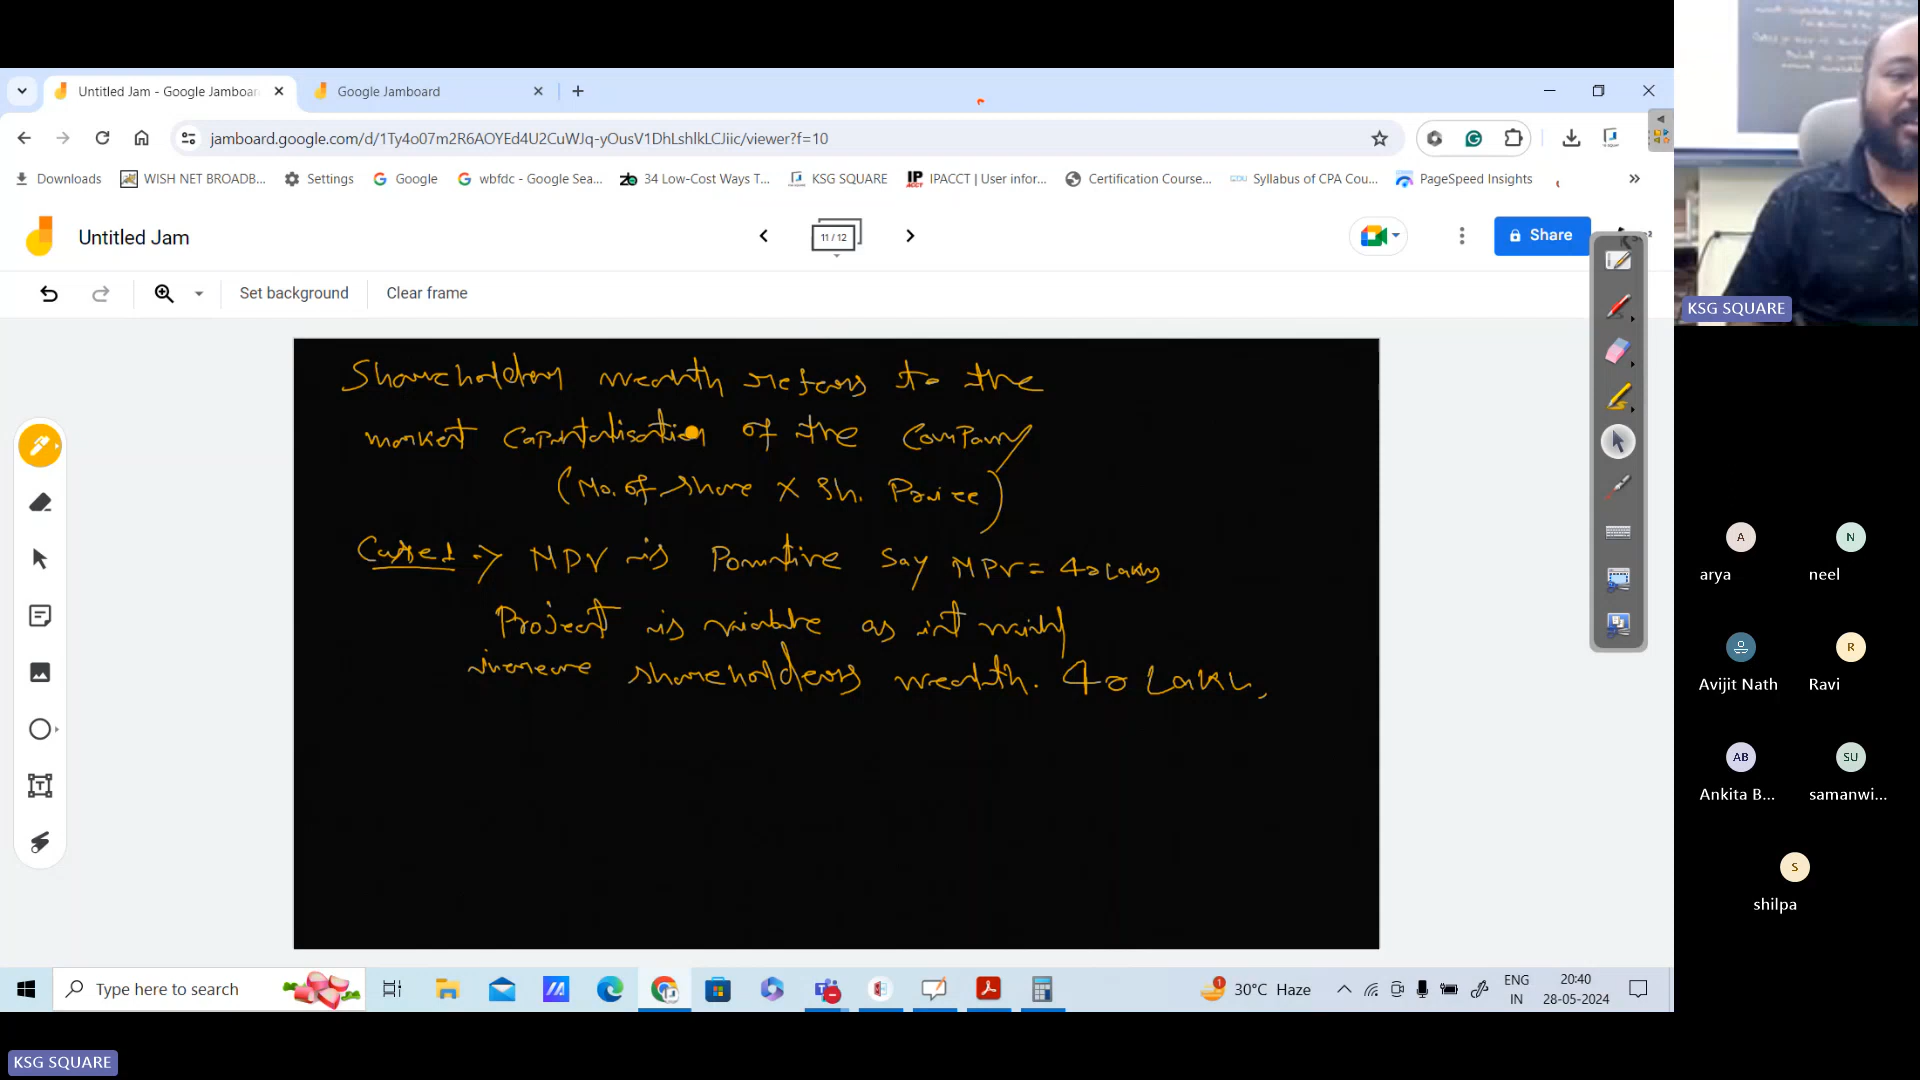 Untitled Jam - Google Jamboar
Google Jamboard
jamboard.google.com/d/1Ty4o07m2R6AOYEd4U2CuWJq-yOusV1DhLshlkLCJiic/viewer?f=10
Downloads WISH NET BROADB... Settings Google wbfdc - Google Sea... 34 Low-Cost Ways T... KSG SQUARE IPACCT | User infor... Certification Course... Syllabus of CPA Cou... PageSpeed Insights
Untitled Jam
11 / 12
Share
Set background
Clear frame
Shareholders wealth refers to the
market capitalisation of the Company
(No. of share X Sh. Price)
Case 1 -> NPV is Positive Say NPV = 40 Lakhs
Project is viable as it will
increase shareholders wealth. 40 Lakh.
KSG SQUARE
arya
neel
Avijit Nath
Ravi
AB
SU
Ankita B...
samanwi...
shilpa
Type here to search
30°C Haze
ENG
IN
20:40
28-05-2024
KSG SQUARE